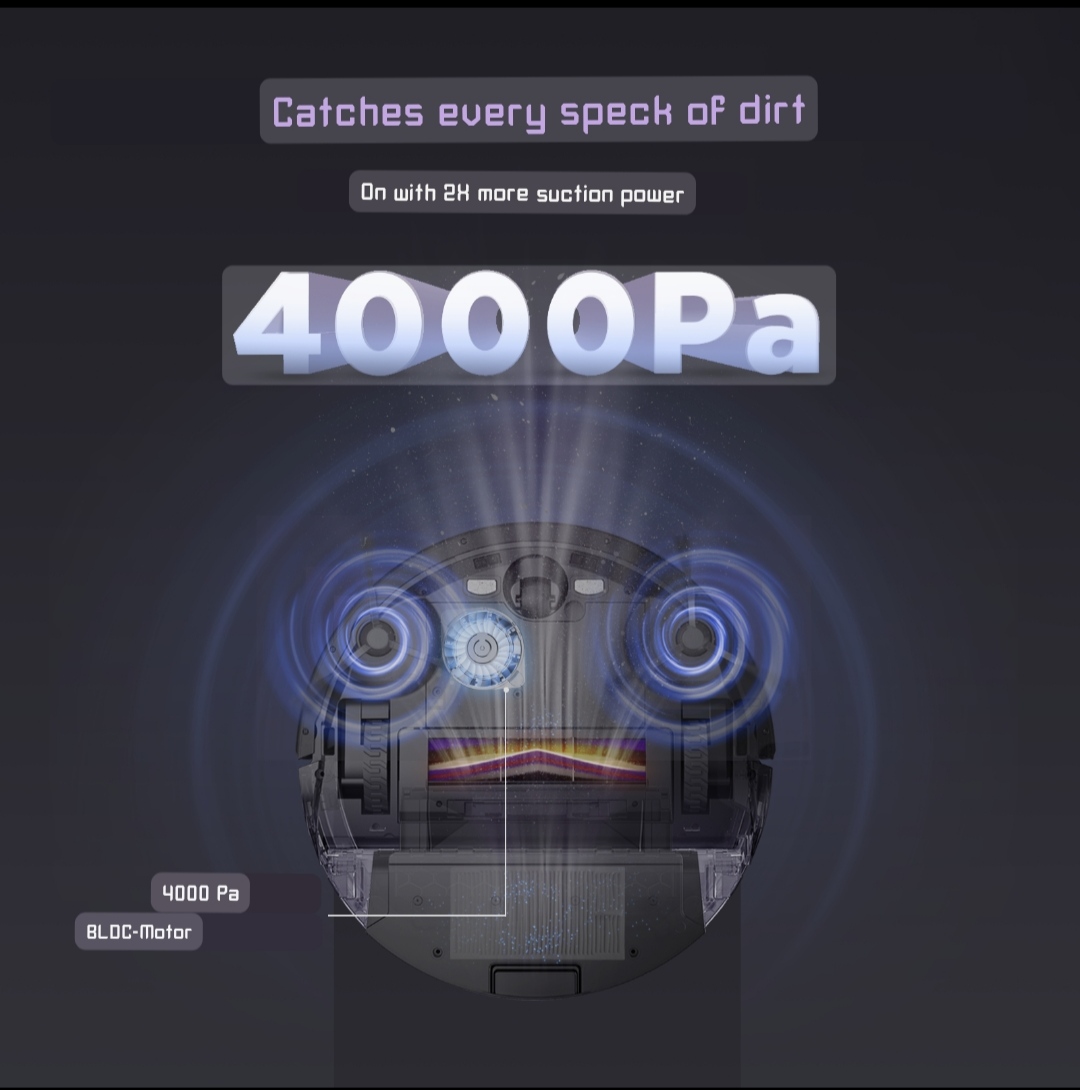 Catches every speck of dirt
On with 2X more suction power
4000Pa
4000 Pa
BLDC-Motor